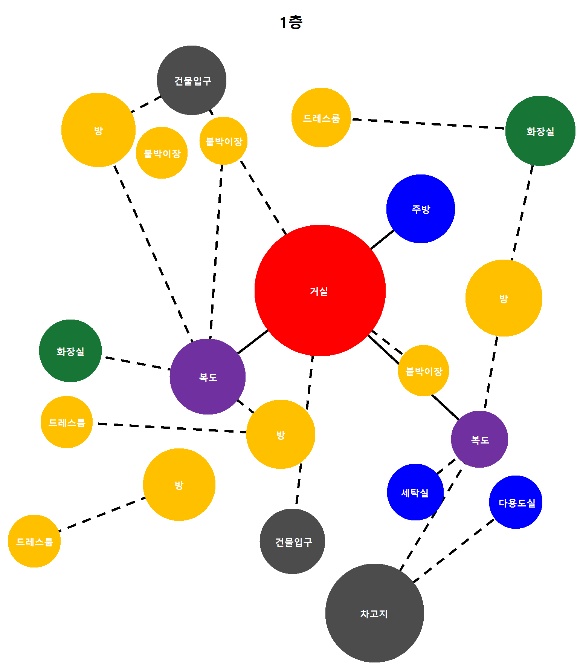 1층
건물입구
방
붙박이장
붙박이장
드레스룸
화장실
주방
거실
방
화장실
복도
붙박이장
드레스룸
방
복도
방
세탁실
다용도실
드레스룸
건물입구
차고지